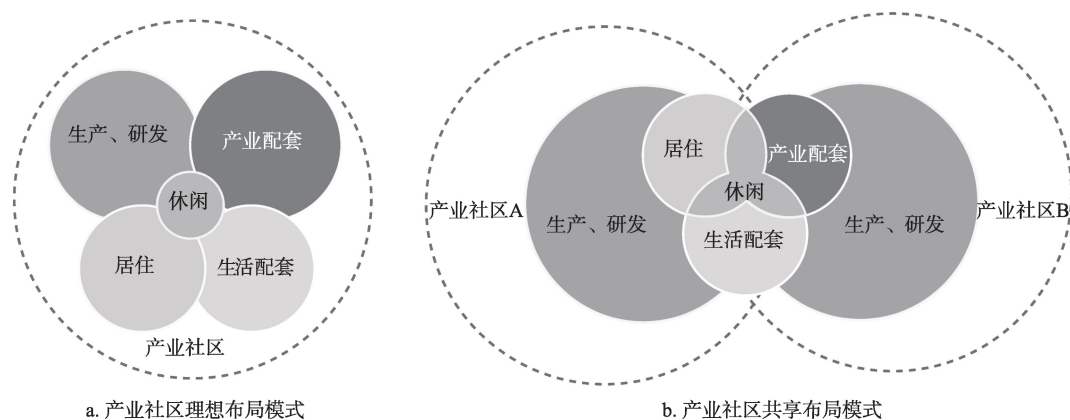 生产、研发
产业配套
休闲
居住
生活配套
产业社区
a. 产业社区理想布局模式
居住
产业配套
休闲
产业社区A
生产、研发
生活配套
生产、研发
产业社区B
b. 产业社区共享布局模式